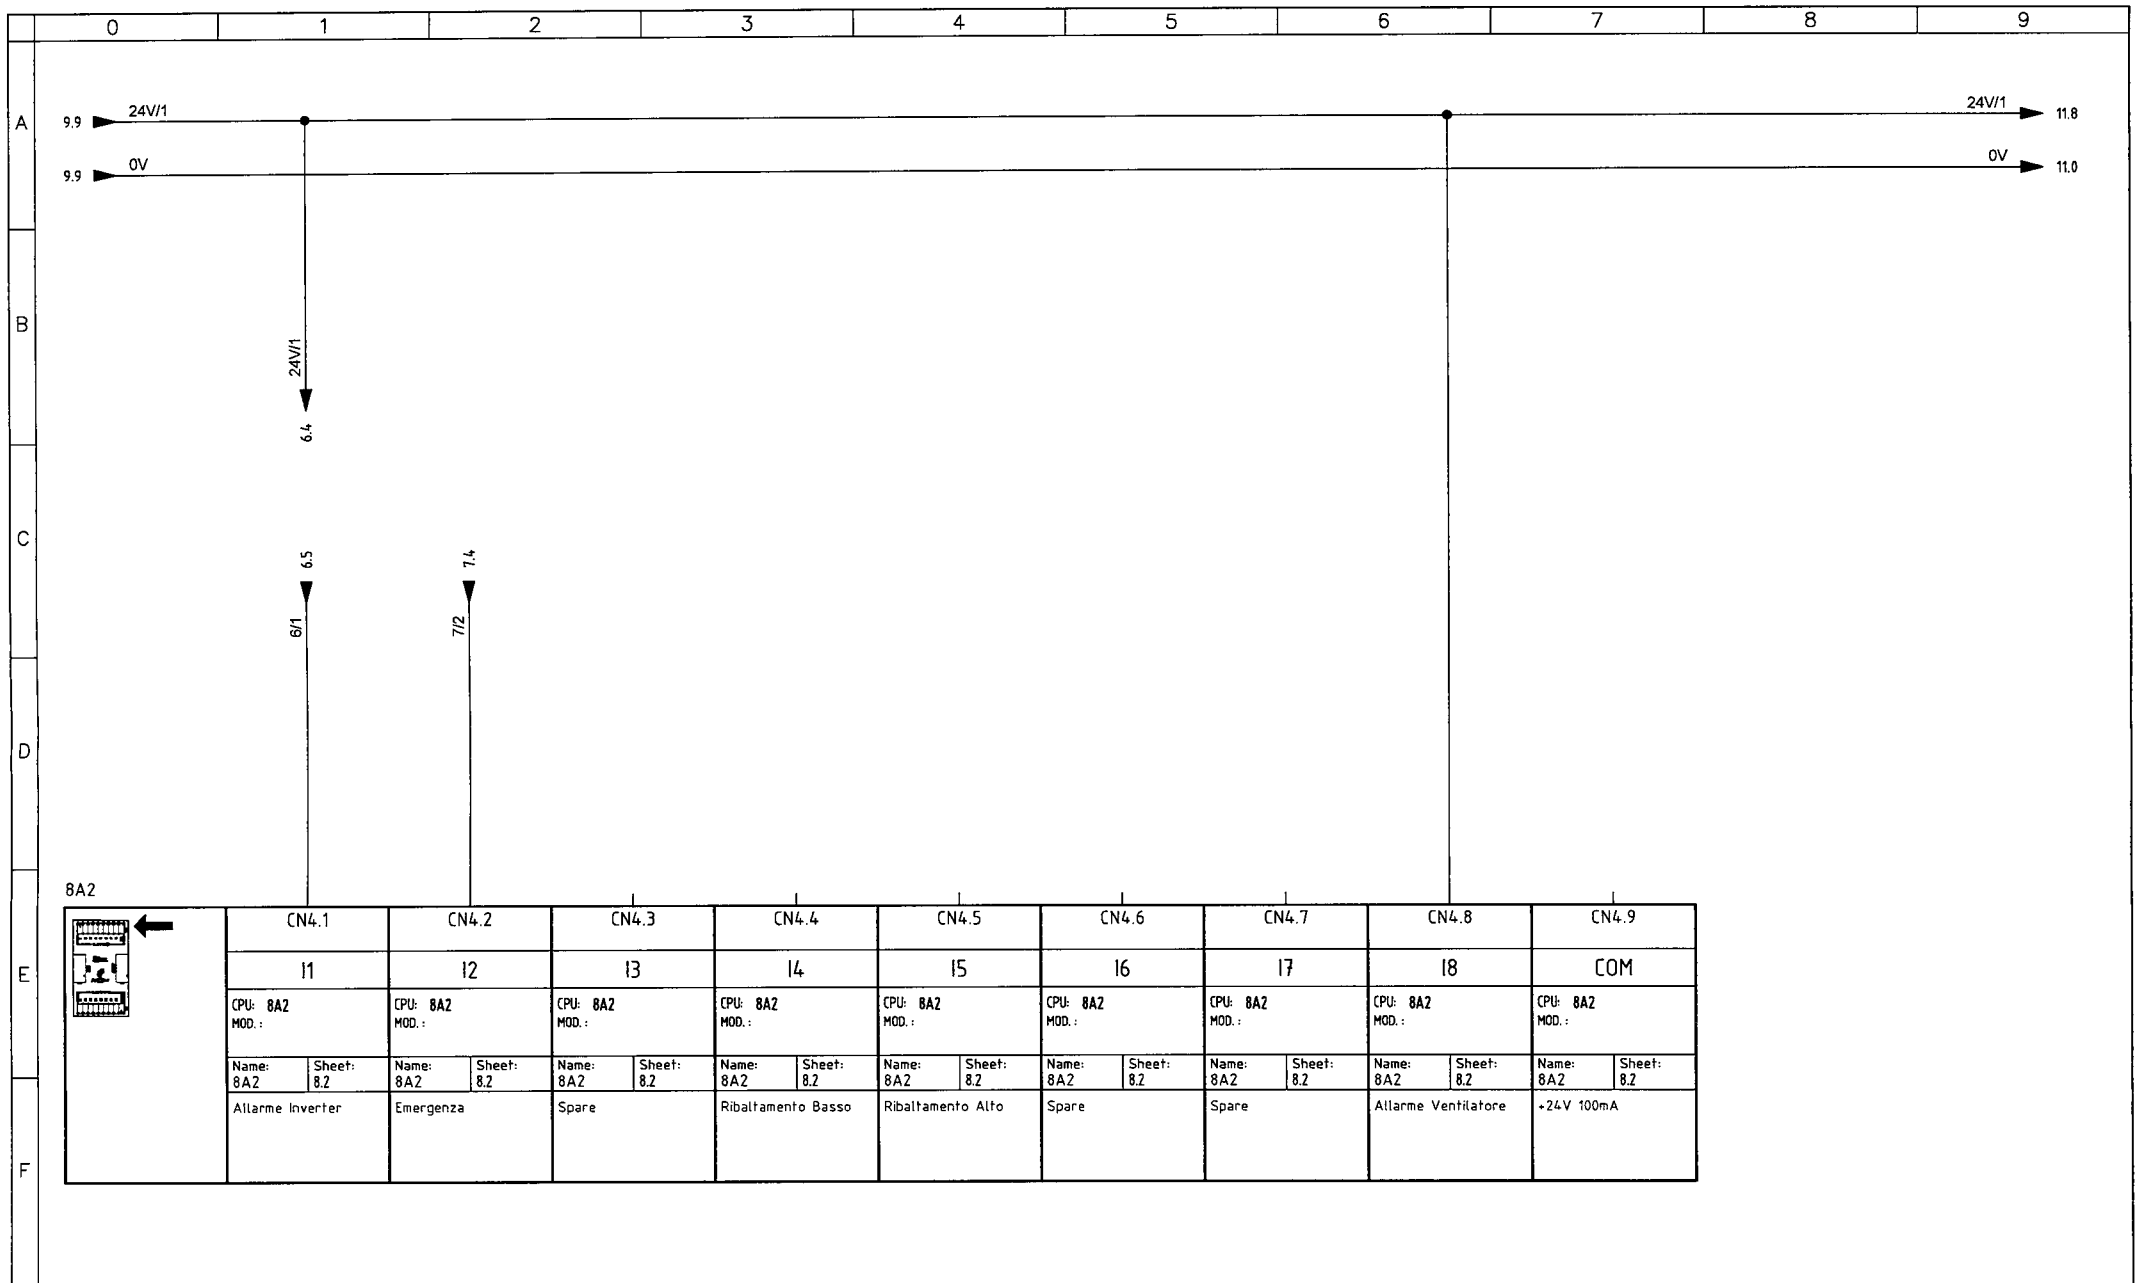 0 1 2 3 4 5 6 7 8 9
A
9.9 24V/1 24V/1 11.8
9.9 0V 0V 11.0
B
24V/1
6.4
C
6.5 7.4
6/1 7/2
D
8A2
CN4.1 CN4.2 CN4.3 CN4.4 CN4.5 CN4.6 CN4.7 CN4.8 CN4.9
E
I1 I2 I3 I4 I5 I6 I7 I8 COM
CPU: 8A2 CPU: 8A2 CPU: 8A2 CPU: 8A2 CPU: 8A2 CPU: 8A2 CPU: 8A2 CPU: 8A2 CPU: 8A2
MOD.: MOD.: MOD.: MOD.: MOD.: MOD.: MOD.: MOD.: MOD.:
Name: Sheet: Name: Sheet: Name: Sheet: Name: Sheet: Name: Sheet: Name: Sheet: Name: Sheet: Name: Sheet: Name: Sheet:
8A2 8.2 8A2 8.2 8A2 8.2 8A2 8.2 8A2 8.2 8A2 8.2 8A2 8.2 8A2 8.2 8A2 8.2
Allarme Inverter Emergenza Spare Ribaltamento Basso Ribaltamento Alto Spare Spare Allarme Ventilatore +24V 100mA
F